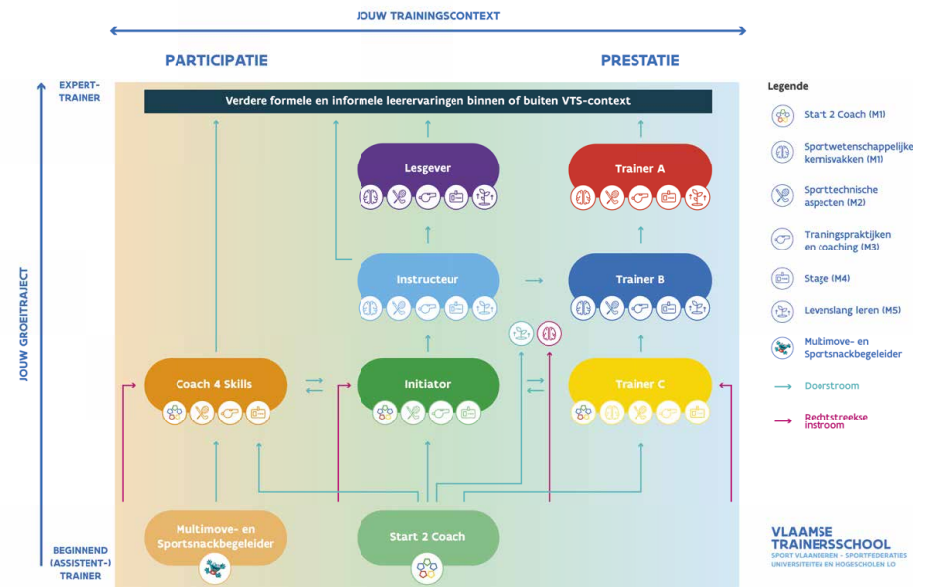 JOUW TRAININGSCONTEXT
PARTICIPATIE
PRESTATIE
EXPERT-
TRAINER
Verdere formele en informele leerervaringen binnen of buiten VTS-context
Lesgever
Trainer A
Instructeur
Trainer B
Coach 4 Skills
Initiator
Trainer C
Multimove- en
Sportsnackbegeleider
Start 2 Coach
JOUW GROEITRAJECT
BEGINNEND
(ASSISTENT-)
TRAINER
Legende
Start 2 Coach (M1)
Sportwetenschappelijke
kennisvakken (M1)
Sporttechnische
aspecten (M2)
Trainingspraktijken
en coaching (M3)
Stage (M4)
Levenslang leren (M5)
Multimove- en
Sportsnackbegeleider
Doorstroom
Rechtstreekse
instroom
VLAAMSE
TRAINERSSCHOOL
SPORT VLAANDEREN - SPORTFEDERATIES
UNIVERSITEITEN EN HOGESCHOLEN LO